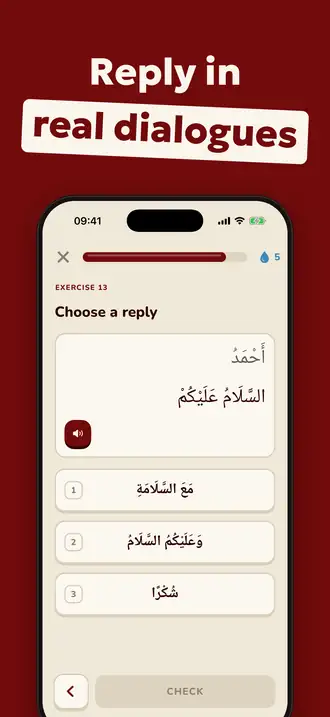 Reply in
real dialogues
09:41
5
EXERCISE 13
Choose a reply
أَحْمَدُ
السَّلَامُ عَلَيْكُمْ
1 مَعَ السَّلَامَةِ
2 وَعَلَيْكُمُ السَّلَامُ
3 شُكْرًا
CHECK